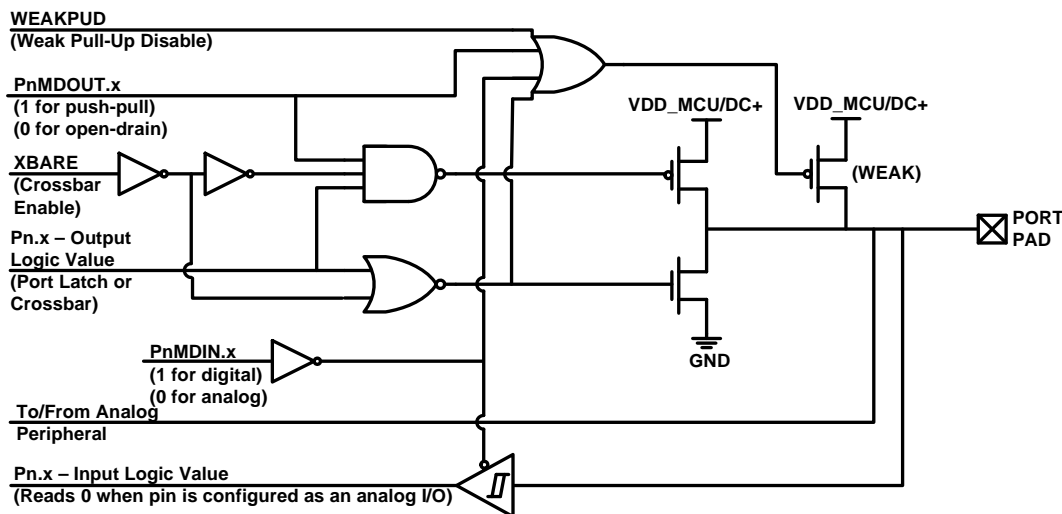 WEAKPUD
(Weak Pull-Up Disable)
PnMDOUT.x
(1 for push-pull)
(0 for open-drain)
XBARE
(Crossbar
Enable)
Pn.x – Output
Logic Value
(Port Latch or
Crossbar)
PnMDIN.x
(1 for digital)
(0 for analog)
To/From Analog
Peripheral
Pn.x – Input Logic Value
(Reads 0 when pin is configured as an analog I/O)
VDD_MCU/DC+
VDD_MCU/DC+
(WEAK)
PORT
PAD
GND